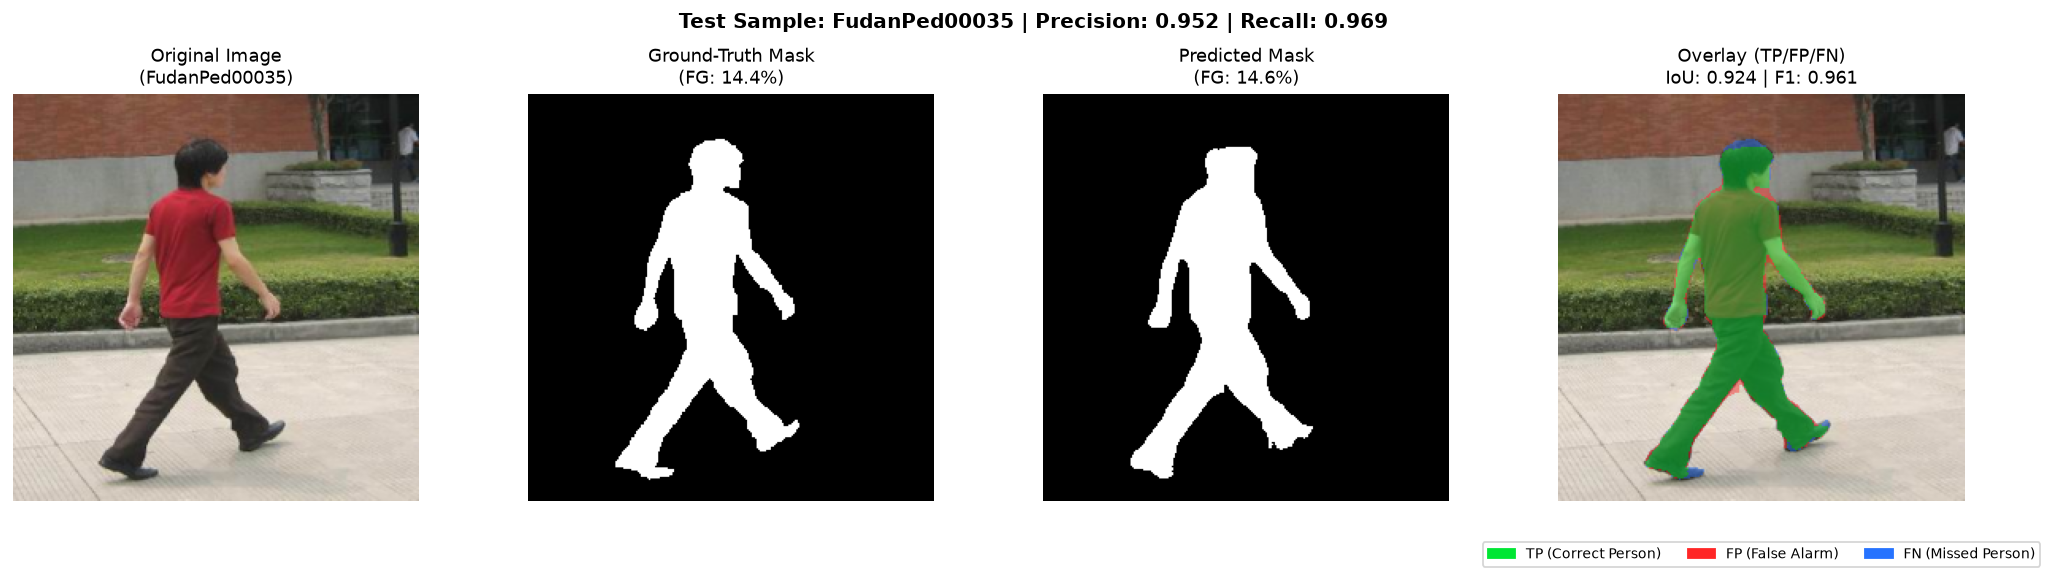 Test Sample: FudanPed00035 | Precision: 0.952 | Recall: 0.969
Original Image
(FudanPed00035)
Ground-Truth Mask
(FG: 14.4%)
Predicted Mask
(FG: 14.6%)
Overlay (TP/FP/FN)
IoU: 0.924 | F1: 0.961
TP (Correct Person)
FP (False Alarm)
FN (Missed Person)